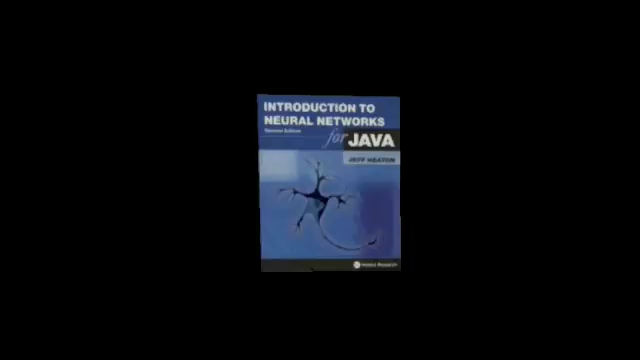 INTRODUCTION TO
NEURAL NETWORKS
Second Edition
for JAVA
JEFF HEATON